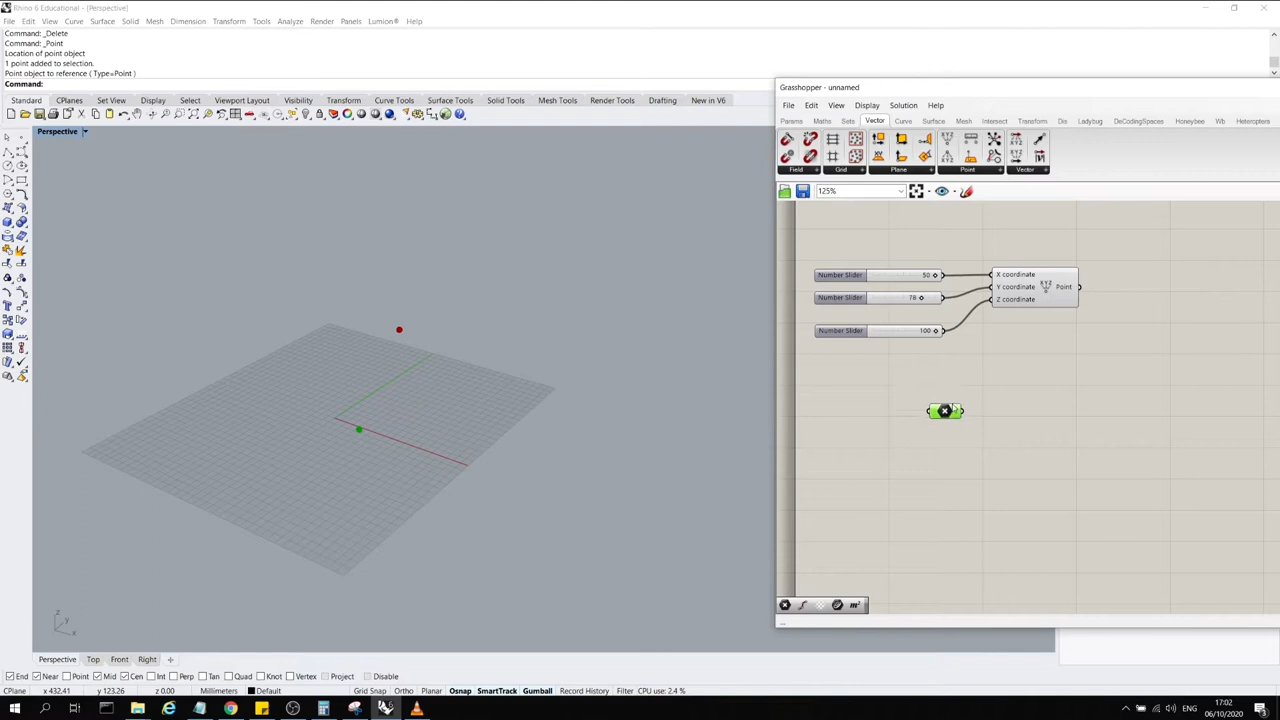 Rhino 6 Educational - [Perspective]
File Edit View Curve Surface Solid Mesh Dimension Transform Tools Analyze Render Panels Lumion® Help
Command: _Delete
Command: _Point
Location of point object
1 point added to selection.
Point object to reference ( Type=Point )
Command:
Standard CPlanes Set View Display Select Viewport Layout Visibility Transform Curve Tools Surface Tools Solid Tools Mesh Tools Render Tools Drafting New in V6
Perspective
Grasshopper - unnamed
File Edit View Display Solution Help
Params Maths Sets Vector Curve Surface Mesh Intersect Transform Dis Ladybug DeCodingSpaces Honeybee Wb Heteropters
Field Grid Plane Point Vector
125%
Number Slider 50
Number Slider 78
Number Slider 100
X coordinate
Y coordinate
Z coordinate
XYZ
Point
m²
...
z
y
x
Perspective Top Front Right
End Near Point Mid Cen Int Perp Tan Quad Knot Vertex Project Disable
CPlane x 432.41 y 123.26 z 0.00 Millimeters Default Grid Snap Ortho Planar Osnap SmartTrack Gumball Record History Filter CPU use: 2.4 %
ENG
17:02
06/10/2020